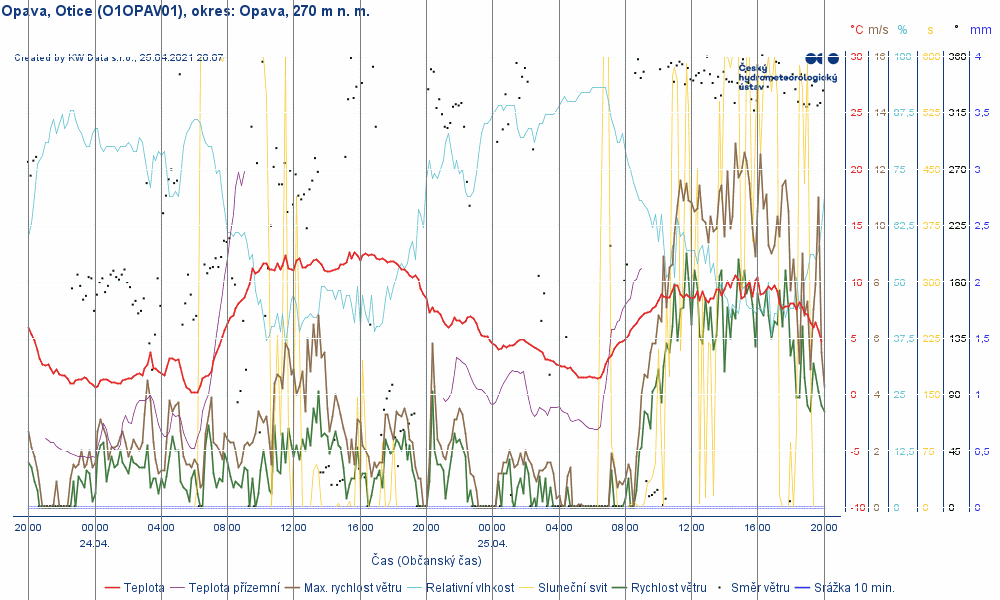 Opava, Otice (O1OPAV01), okres: Opava, 270 m n. m.
°C m/s % s ° mm
Created by KW Data s.r.o., 25.04.2021 20:07
Český
hydrometeorologický
ústav
30 16 100 600 360 4
25 14 87,5 525 315 3,5
20 12 75 450 270 3
15 10 62,5 375 225 2,5
10 8 50 300 180 2
5 6 37,5 225 135 1,5
0 4 25 150 90 1
-5 2 12,5 75 45 0,5
-10 0 0 0 0 0
20:00 00:00 04:00 08:00 12:00 16:00 20:00 00:00 04:00 08:00 12:00 16:00 20:00
24.04. 25.04.
Čas (Občanský čas)
Teplota Teplota přízemní Max. rychlost větru Relativní vlhkost Sluneční svit Rychlost větru Směr větru Srážka 10 min.